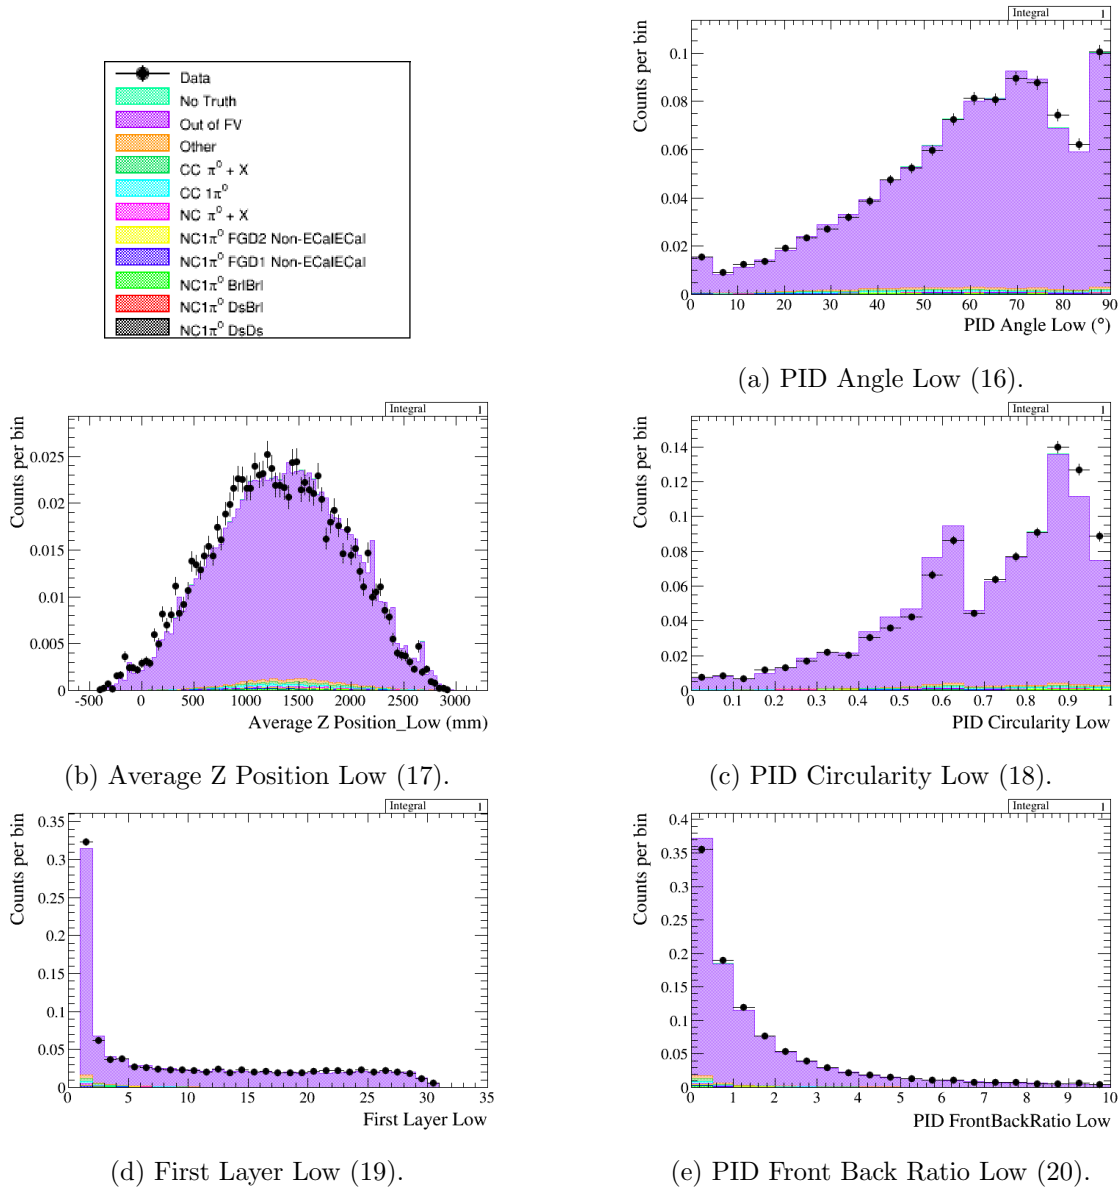 Data
No Truth
Out of FV
Other
CC π⁰ + X
CC 1π⁰
NC π⁰ + X
NC1π⁰ FGD2 Non-ECalECal
NC1π⁰ FGD1 Non-ECalECal
NC1π⁰ BrlBrl
NC1π⁰ DsBrl
NC1π⁰ DsDs
Integral 1
Counts per bin
0.1
0.08
0.06
0.04
0.02
0
0 10 20 30 40 50 60 70 80 90
PID Angle Low (°)
(a) PID Angle Low (16).
Integral 1
Counts per bin
0.025
0.02
0.015
0.01
0.005
0
-500 0 500 1000 1500 2000 2500 3000
Average Z Position_Low (mm)
(b) Average Z Position Low (17).
Integral 1
Counts per bin
0.14
0.12
0.1
0.08
0.06
0.04
0.02
0
0 0.1 0.2 0.3 0.4 0.5 0.6 0.7 0.8 0.9 1
PID Circularity Low
(c) PID Circularity Low (18).
Integral 1
Counts per bin
0.35
0.3
0.25
0.2
0.15
0.1
0.05
0
0 5 10 15 20 25 30 35
First Layer Low
(d) First Layer Low (19).
Integral 1
Counts per bin
0.4
0.35
0.3
0.25
0.2
0.15
0.1
0.05
0
0 1 2 3 4 5 6 7 8 9 10
PID FrontBackRatio Low
(e) PID Front Back Ratio Low (20).